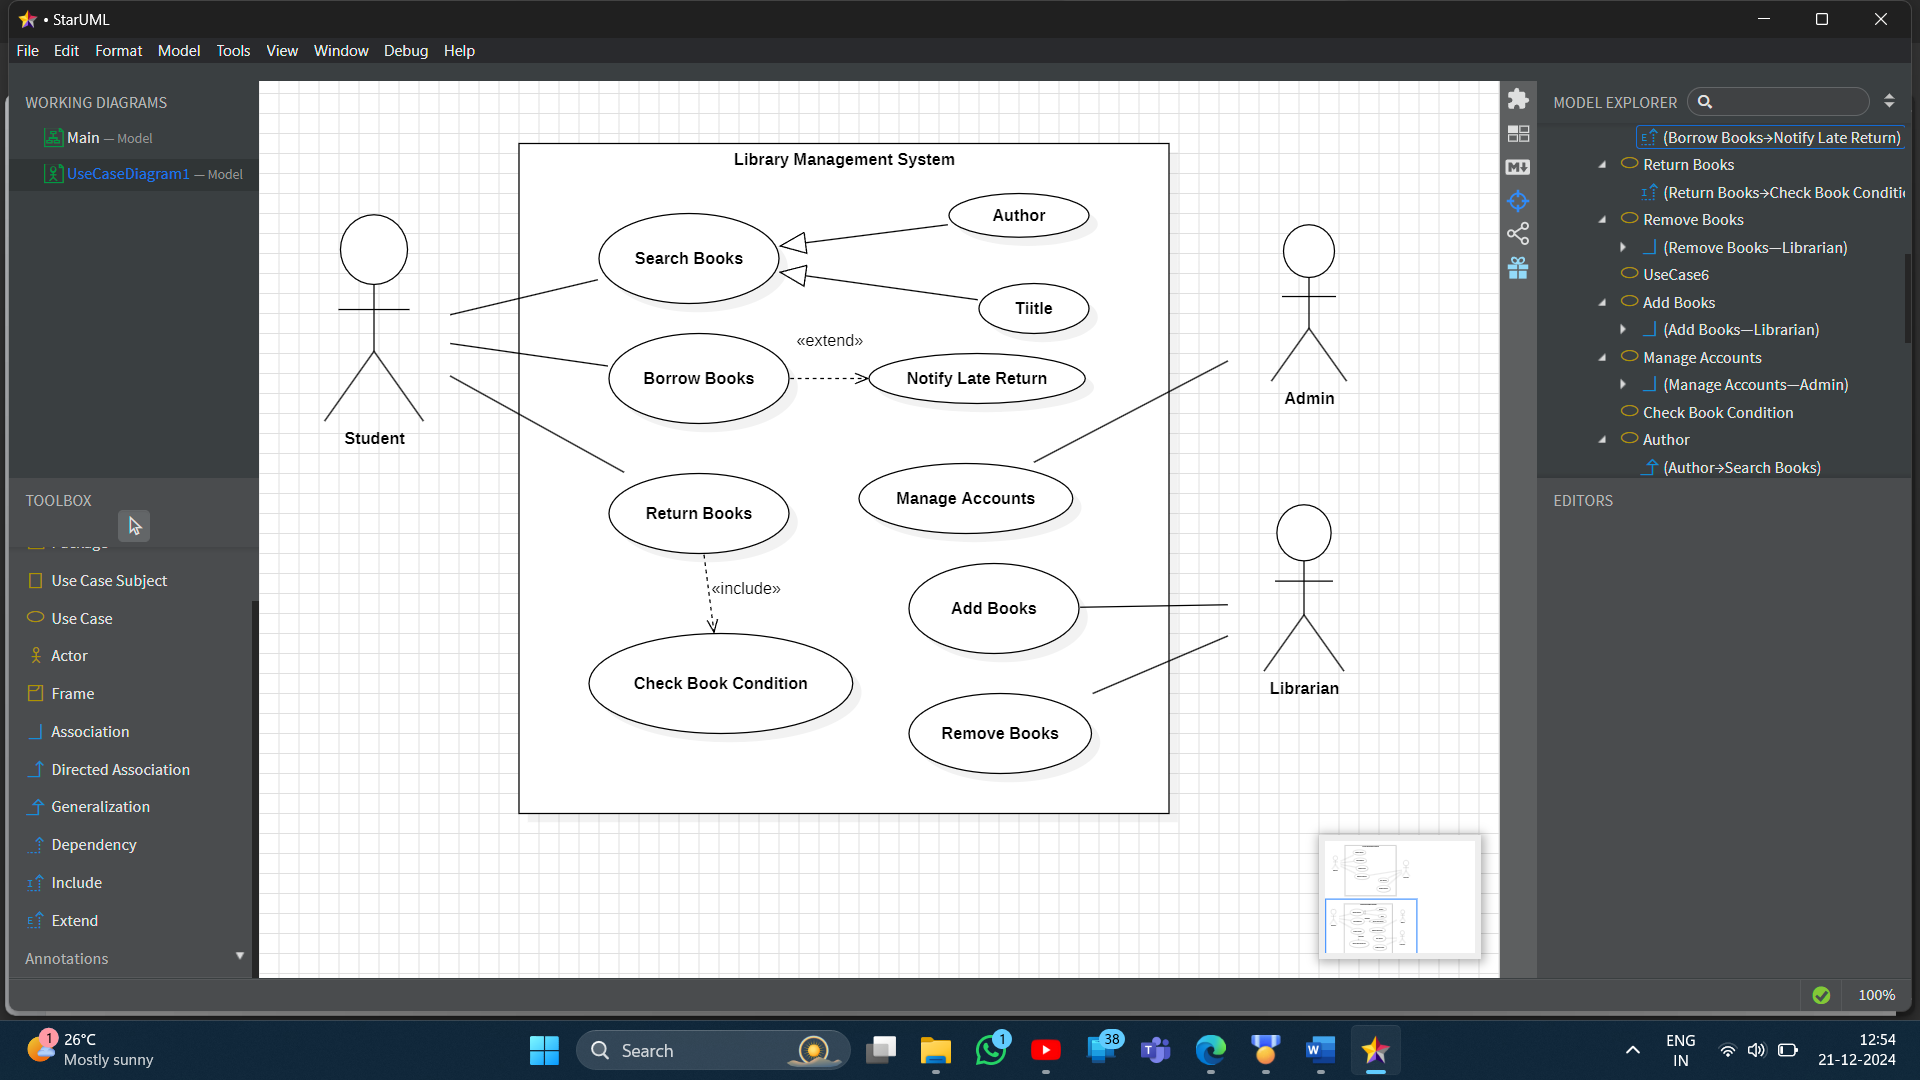 • StarUML
File Edit Format Model Tools View Window Debug Help
WORKING DIAGRAMS
Main — Model
UseCaseDiagram1 — Model
TOOLBOX
Package
Use Case Subject
Use Case
Actor
Frame
Association
Directed Association
Generalization
Dependency
Include
Extend
Annotations
Library Management System
Author
Search Books
Tiitle
«extend»
Borrow Books
Notify Late Return
Student
Admin
Manage Accounts
Return Books
«include»
Add Books
Check Book Condition
Librarian
Remove Books
MODEL EXPLORER
(Borrow Books→Notify Late Return)
Return Books
(Return Books→Check Book Conditi
Remove Books
(Remove Books—Librarian)
UseCase6
Add Books
(Add Books—Librarian)
Manage Accounts
(Manage Accounts—Admin)
Check Book Condition
Author
(Author→Search Books)
EDITORS
100%
1
26°C
Mostly sunny
Search
1
38
ENG
IN
12:54
21-12-2024